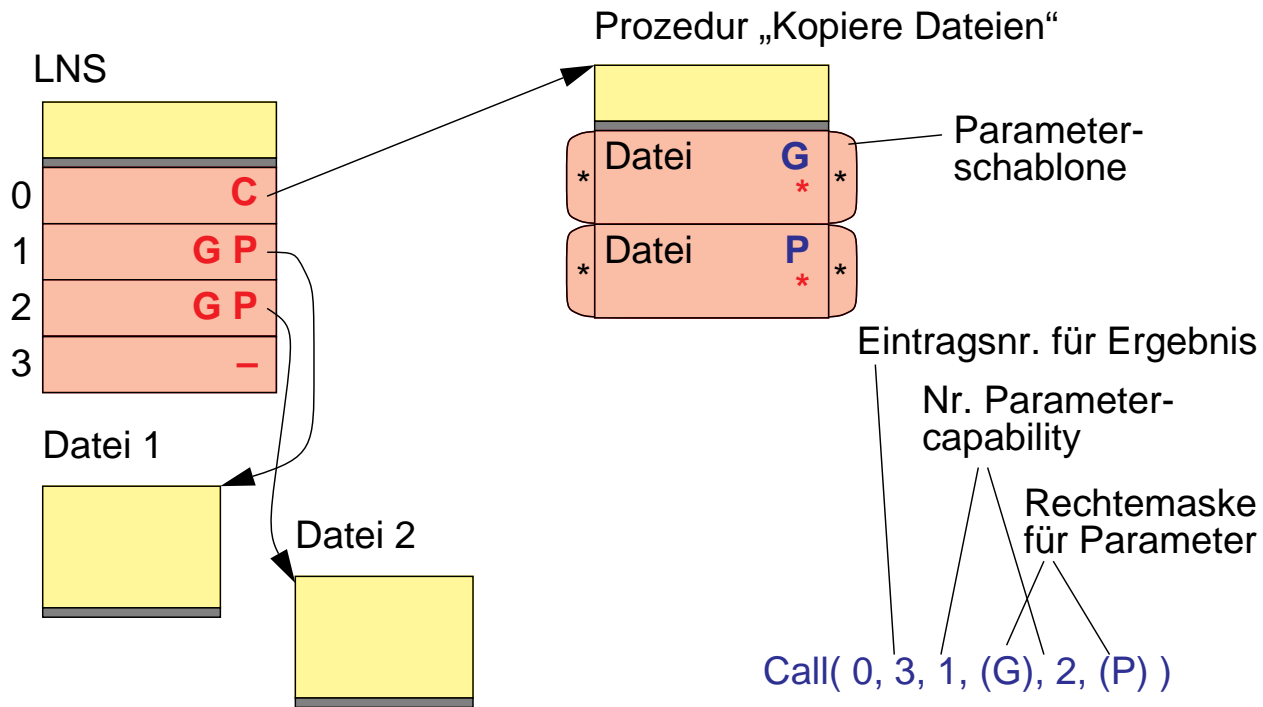 Prozedur „Kopiere Dateien“
LNS
Parameter-
schablone
Datei G
* * *
Datei P
* * *
0 C
1 G P
2 G P
3 –
Eintragsnr. für Ergebnis
Nr. Parameter-
capability
Rechtemaske
für Parameter
Datei 1
Datei 2
Call( 0, 3, 1, (G), 2, (P) )